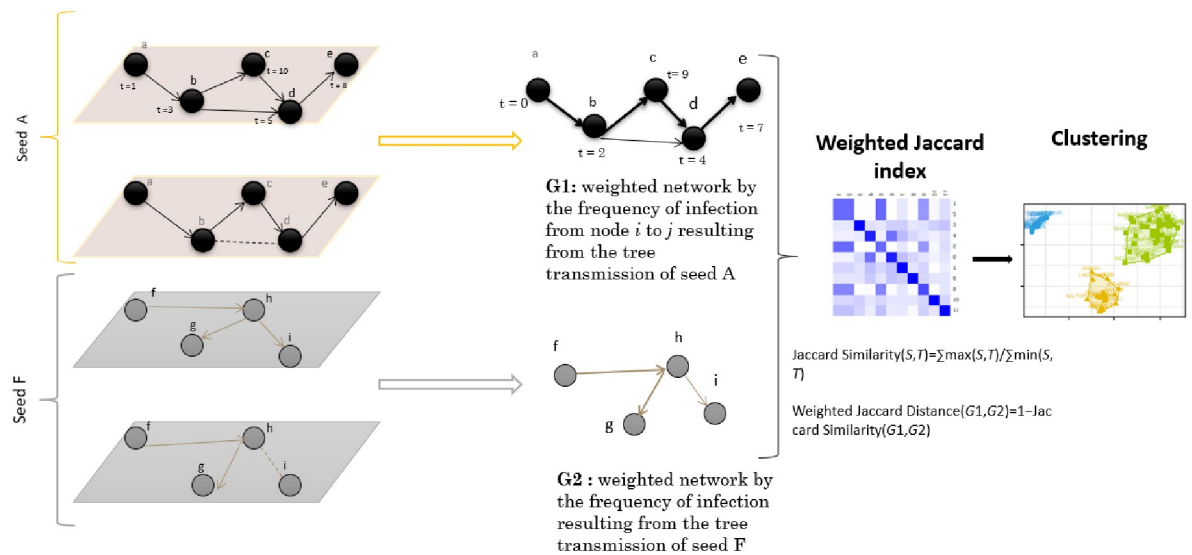 Seed A
a
b
c
d
e
t =1
t =3
t =10
t = 5
t = 8
a
b
c
d
e
Seed F
f
h
g
i
f
h
g
i
a
b
c
d
e
t = 0
t = 2
t= 9
t = 4
t = 7
G1: weighted network by
the frequency of infection
from node i to j resulting
from the tree
transmission of seed A
f
h
g
i
G2 : weighted network by
the frequency of infection
resulting from the tree
transmission of seed F
Weighted Jaccard
index
Clustering
Jaccard Similarity(S,T)=∑max(S,T)/∑min(S,
T)
Weighted Jaccard Distance(G1,G2)=1−Jac
card Similarity(G1,G2)